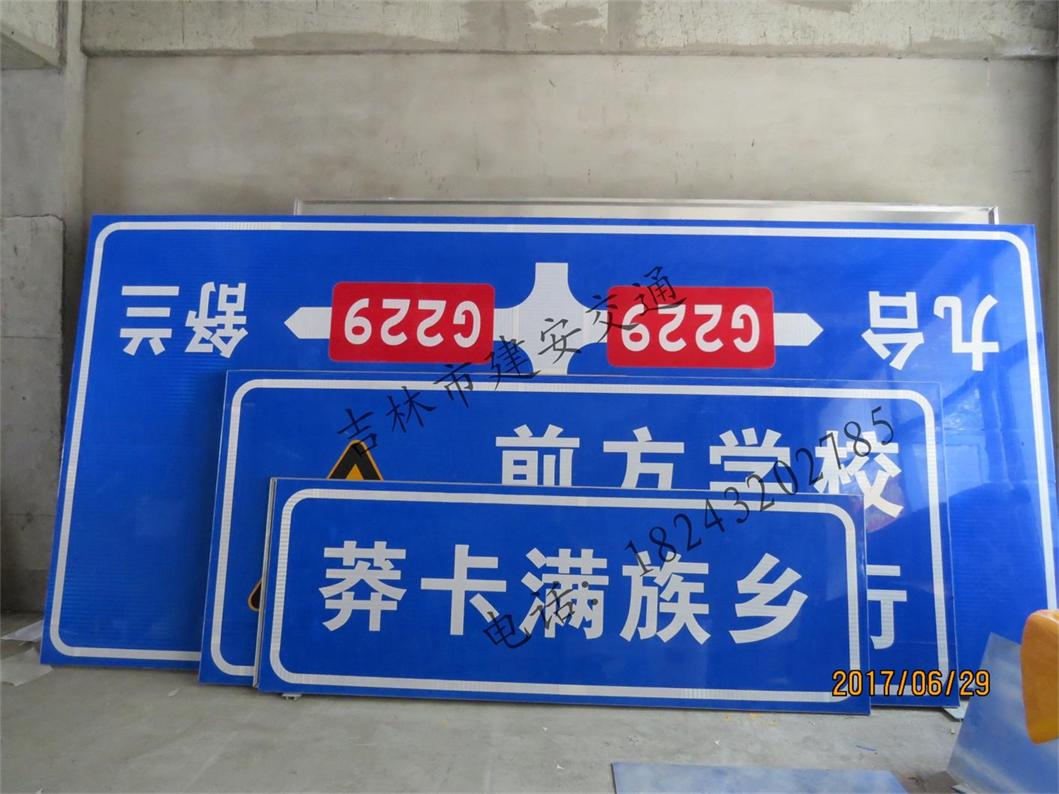 九台 G229 G229 舒兰
前方学校
莽卡满族乡
吉林市建安交通
电话：18243202785
2017/06/29